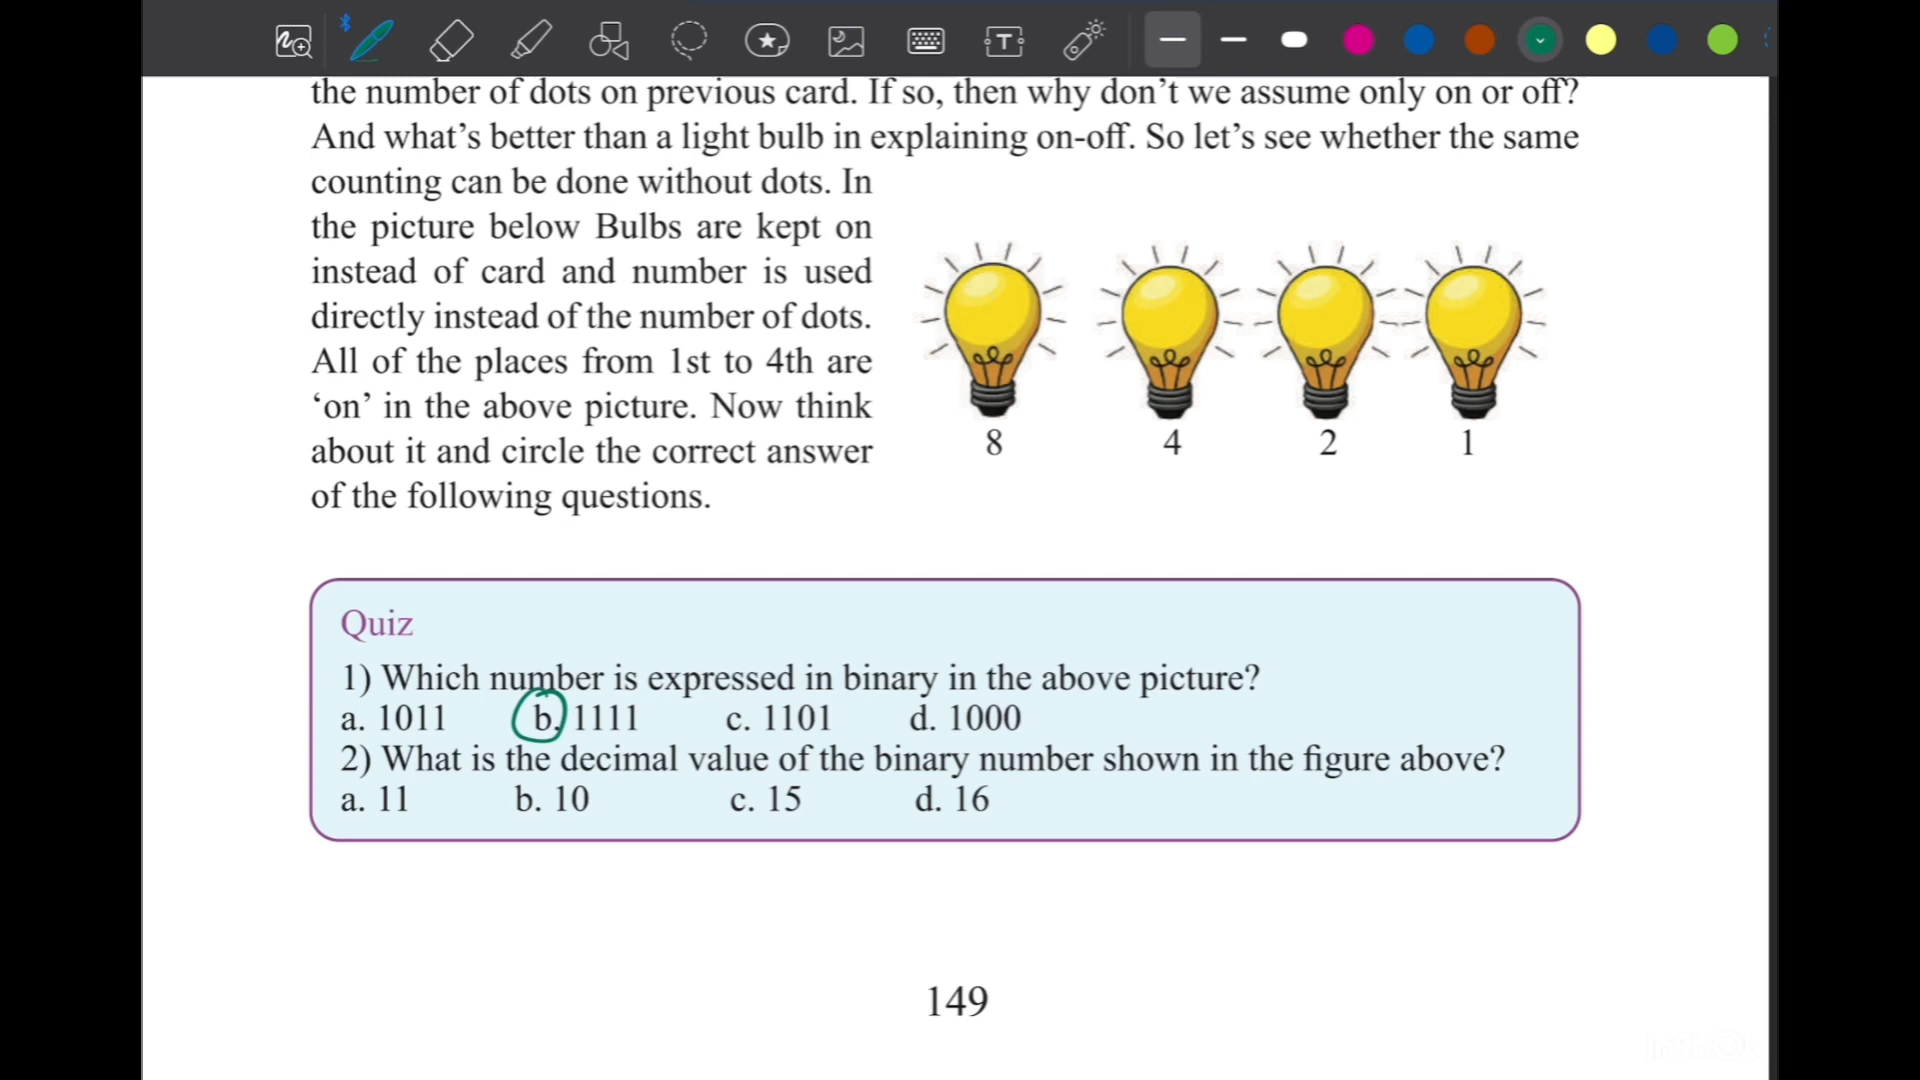 the number of dots on previous card. If so, then why don’t we assume only on or off?
And what’s better than a light bulb in explaining on-off. So let’s see whether the same
counting can be done without dots. In
the picture below Bulbs are kept on
instead of card and number is used
directly instead of the number of dots.
All of the places from 1st to 4th are
‘on’ in the above picture. Now think
about it and circle the correct answer
of the following questions.
8 4 2 1
Quiz
1) Which number is expressed in binary in the above picture?
a. 1011 b. 1111 c. 1101 d. 1000
2) What is the decimal value of the binary number shown in the figure above?
a. 11 b. 10 c. 15 d. 16
149